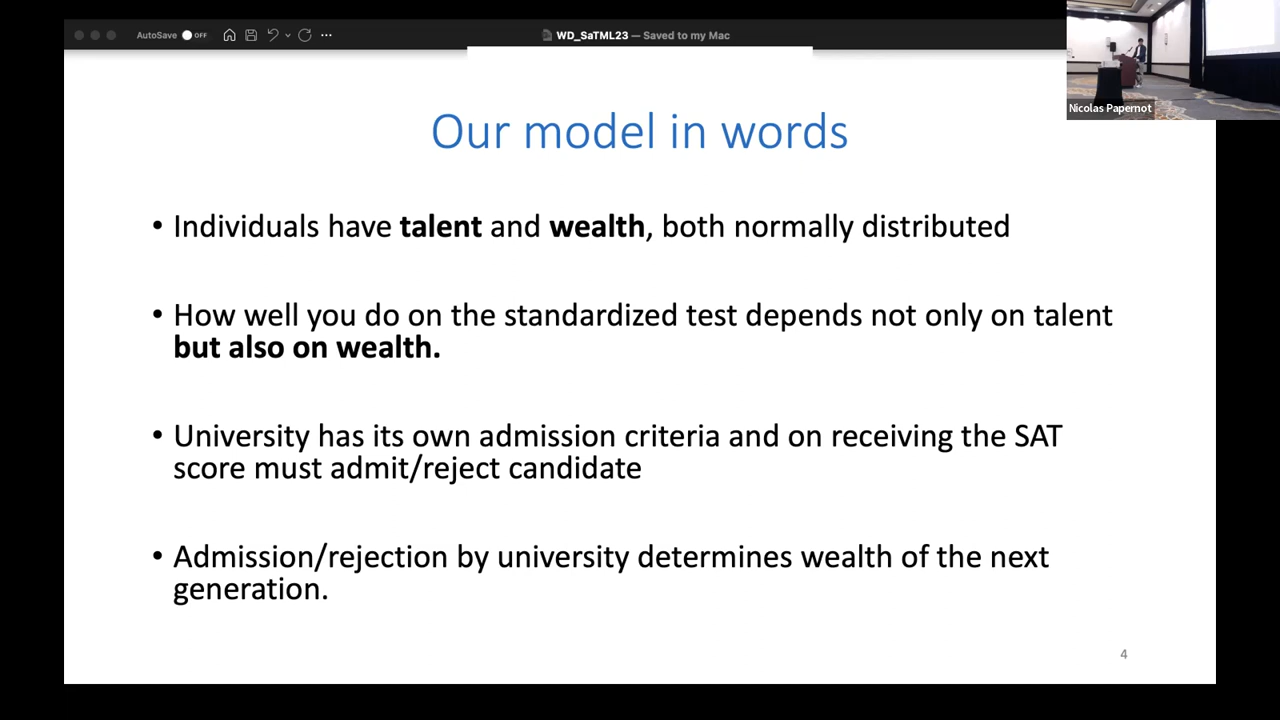 AutoSave OFF
WD_SaTML23 — Saved to my Mac
Nicolas Papernot
Our model in words
• Individuals have talent and wealth, both normally distributed
• How well you do on the standardized test depends not only on talent
but also on wealth.
• University has its own admission criteria and on receiving the SAT
score must admit/reject candidate
• Admission/rejection by university determines wealth of the next
generation.
4